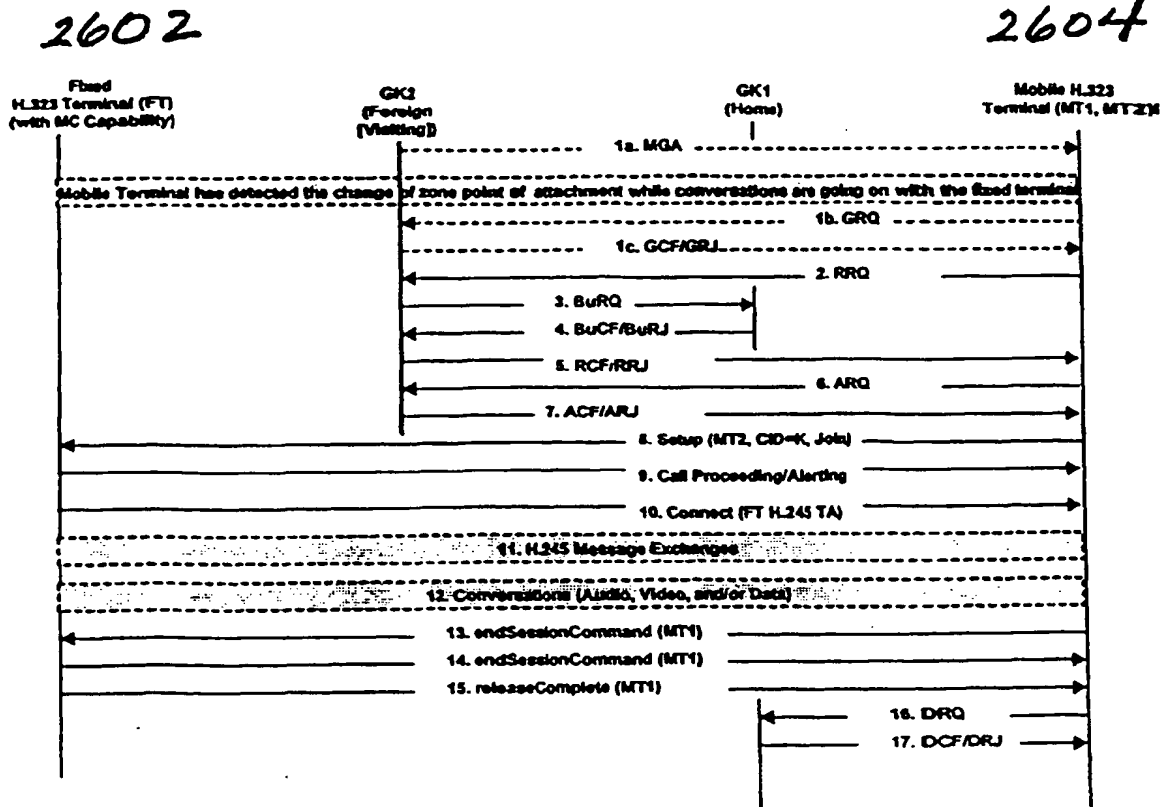 2602
2604
Fixed
H.323 Terminal (FT)
(with MC Capability)
GK2
(Foreign
[Visiting])
GK1
(Home)
Mobile H.323
Terminal (MT1, MT2)
1a. MGA
Mobile Terminal has detected the change of zone point of attachment while conversations are going on with the fixed terminal
1b. GRQ
1c. GCF/GRJ
2. RRQ
3. BuRQ
4. BuCF/BuRJ
5. RCF/RRJ
6. ARQ
7. ACF/ARJ
8. Setup (MT2, CID=K, Join)
9. Call Proceeding/Alerting
10. Connect (FT H.245 TA)
11. H.245 Message Exchanges
12. Conversations (Audio, Video, and/or Data)
13. endSessionCommand (MT1)
14. endSessionCommand (MT1)
15. releaseComplete (MT1)
16. DRQ
17. DCF/DRJ